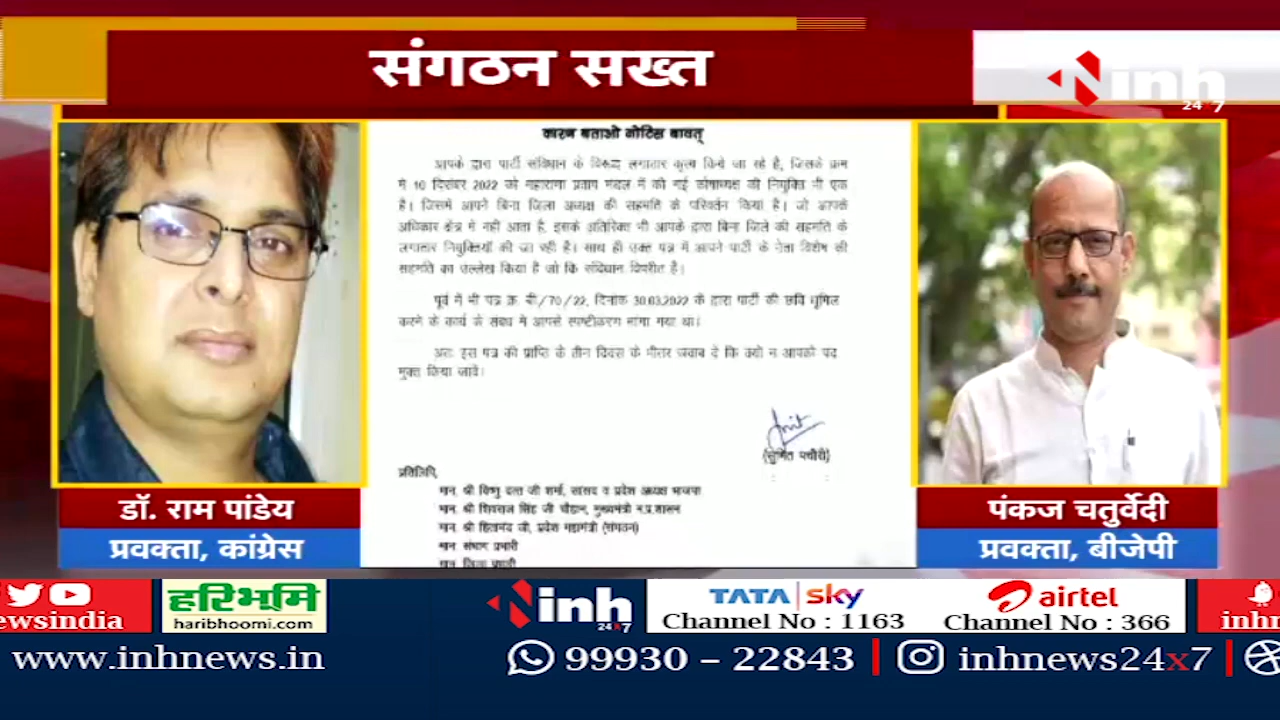 संगठन सख्त
inh
24x7
कारण बताओ नोटिस बावत्
आपके द्वारा पार्टी संविधान के विरूद्ध लगातार कृत्य किये जा रहे है, जिसके क्रम
मे 10 दिसंबर 2022 को महाराणा प्रताप मंडल में की गई कोषाध्यक्ष की नियुक्ति भी एक
है। जिसमें आपने बिना जिला अध्यक्ष की सहमति के परिवर्तन किया है। जो आपके
अधिकार क्षेत्र मे नही आता है, इसके अतिरिक्त भी आपके द्वारा बिना जिले की सहमति के
लगातार नियुक्तियॉ की जा रही है। साथ ही उक्त पत्र में आपने पार्टी के नेता विशेष की
सहमति का उल्लेख किया है जो कि संविधान विपरीत है।
पूर्व में भी पत्र क्र. बी/70/22, दिनांक 30.03.2022 के द्वारा पार्टी की छवि धूमिल
करने के कार्य के संबंध मे आपसे स्पष्टीकरण मांगा गया था।
अतः इस पत्र की प्राप्ति के तीन दिवस के भीतर जवाब दें कि क्यो न आपको पद
मुक्त किया जावे।
(सुमित पचौरी)
प्रतिलिपि,
मान. श्री विष्णु दत्त जी शर्मा, सांसद व प्रदेश अध्यक्ष भाजपा
मान. श्री शिवराज सिंह जी चौहान, मुख्यमंत्री म.प्र.शासन
मान. श्री हितानंद जी, प्रदेश महामंत्री (संगठन)
मान. संभाग प्रभारी
मान. जिला प्रभारी
डॉ. राम पांडेय
प्रवक्ता, कांग्रेस
पंकज चतुर्वेदी
प्रवक्ता, बीजेपी
ewsindia
हरिभूमि
haribhoomi.com
inh
24x7
TATA sky
Channel No : 1163
airtel
Channel No : 366
inhn
www.inhnews.in
99930 – 22843
inhnews24x7